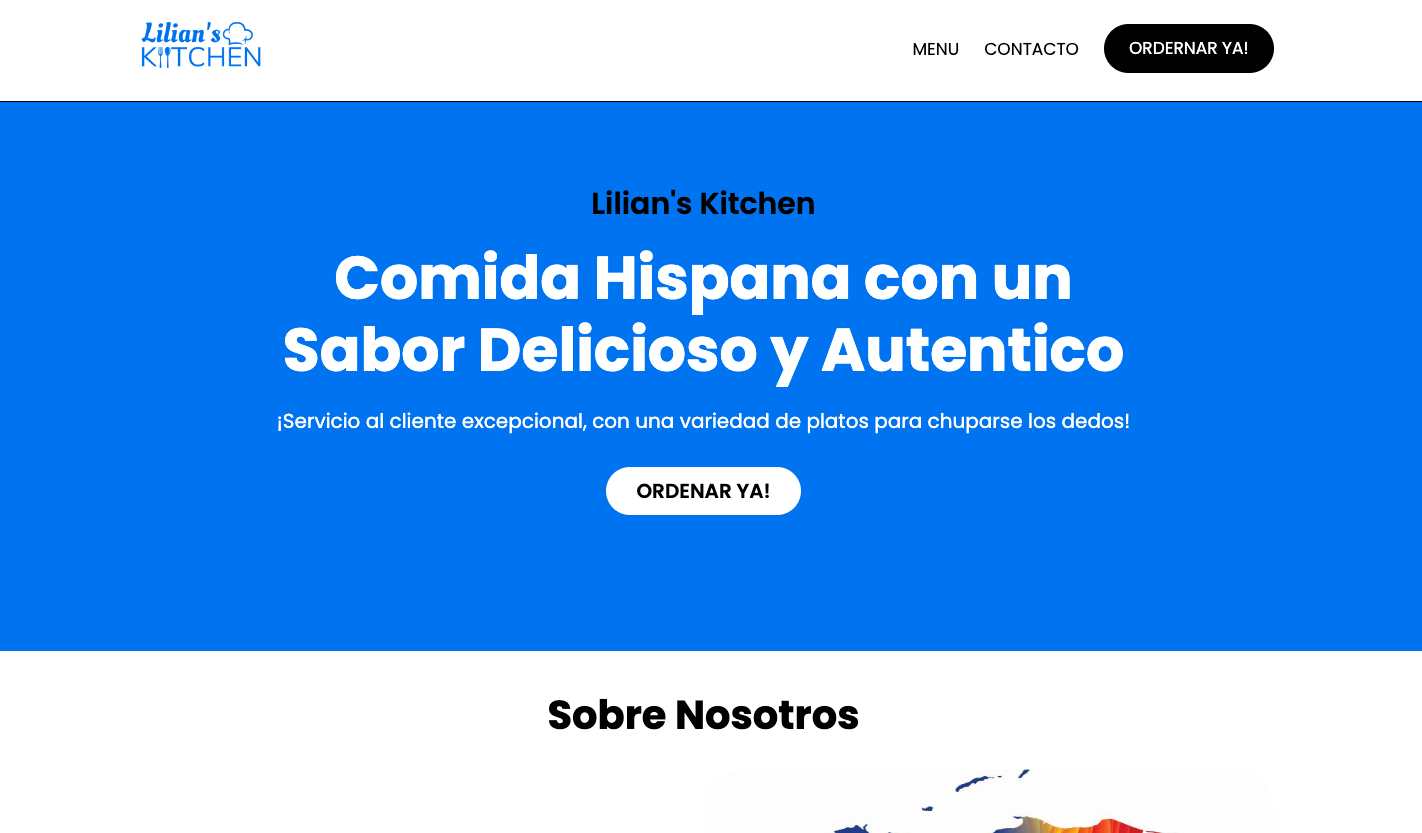 Lilian's
KITCHEN
MENU
CONTACTO
ORDERNAR YA!
Lilian's Kitchen
Comida Hispana con un
Sabor Delicioso y Autentico
¡Servicio al cliente excepcional, con una variedad de platos para chuparse los dedos!
ORDENAR YA!
Sobre Nosotros